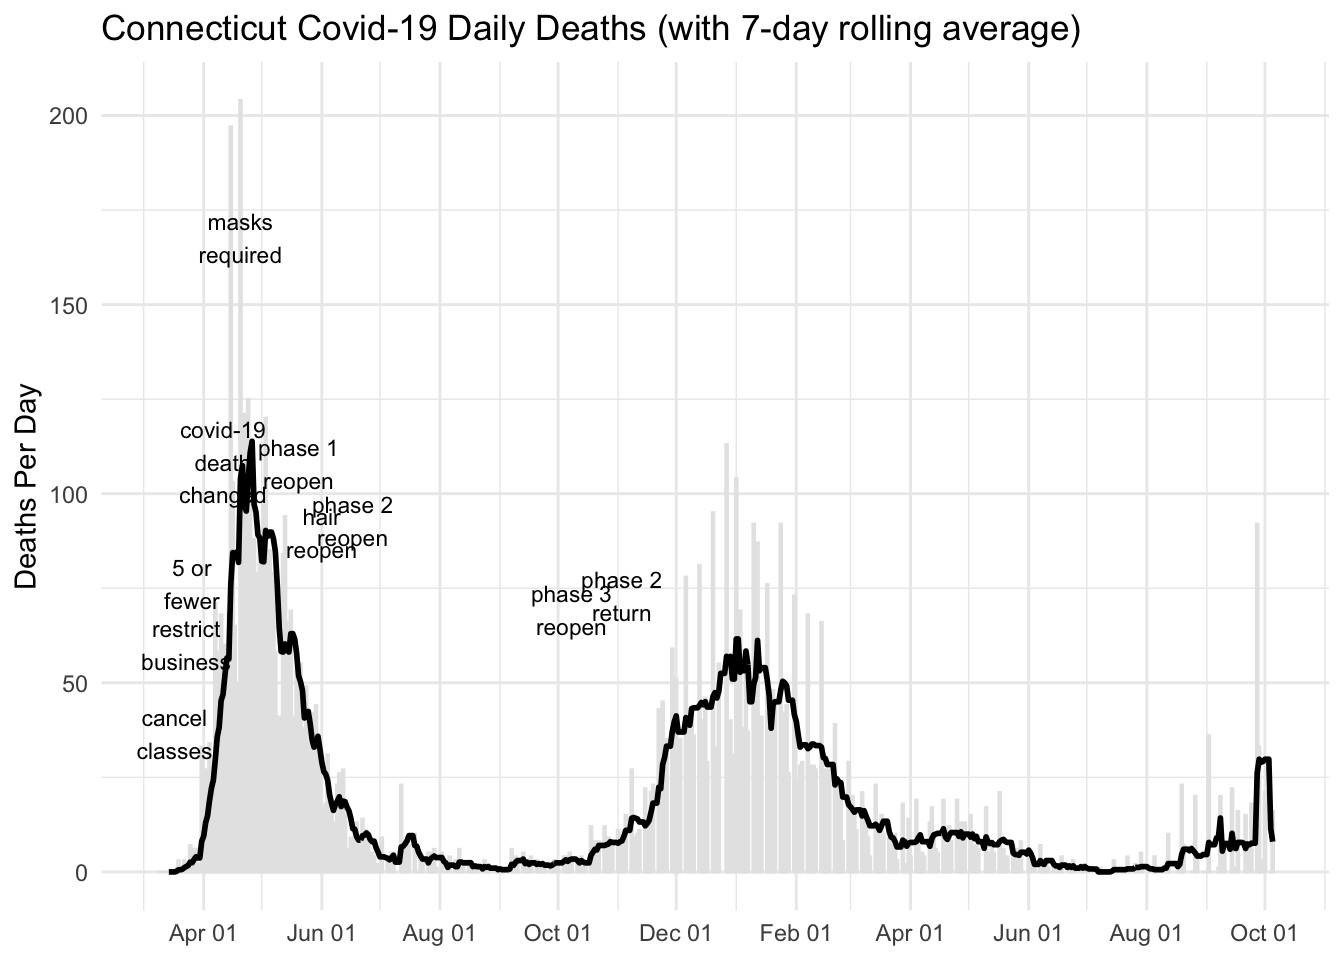 Connecticut Covid-19 Daily Deaths (with 7-day rolling average)
Deaths Per Day
200
150
100
50
0
masks
required
covid-19
death
changed
phase 1
reopen
phase 2
reopen
hair
reopen
5 or
fewer
restrict
business
cancel
classes
phase 3
reopen
phase 2
return
Apr 01
Jun 01
Aug 01
Oct 01
Dec 01
Feb 01
Apr 01
Jun 01
Aug 01
Oct 01